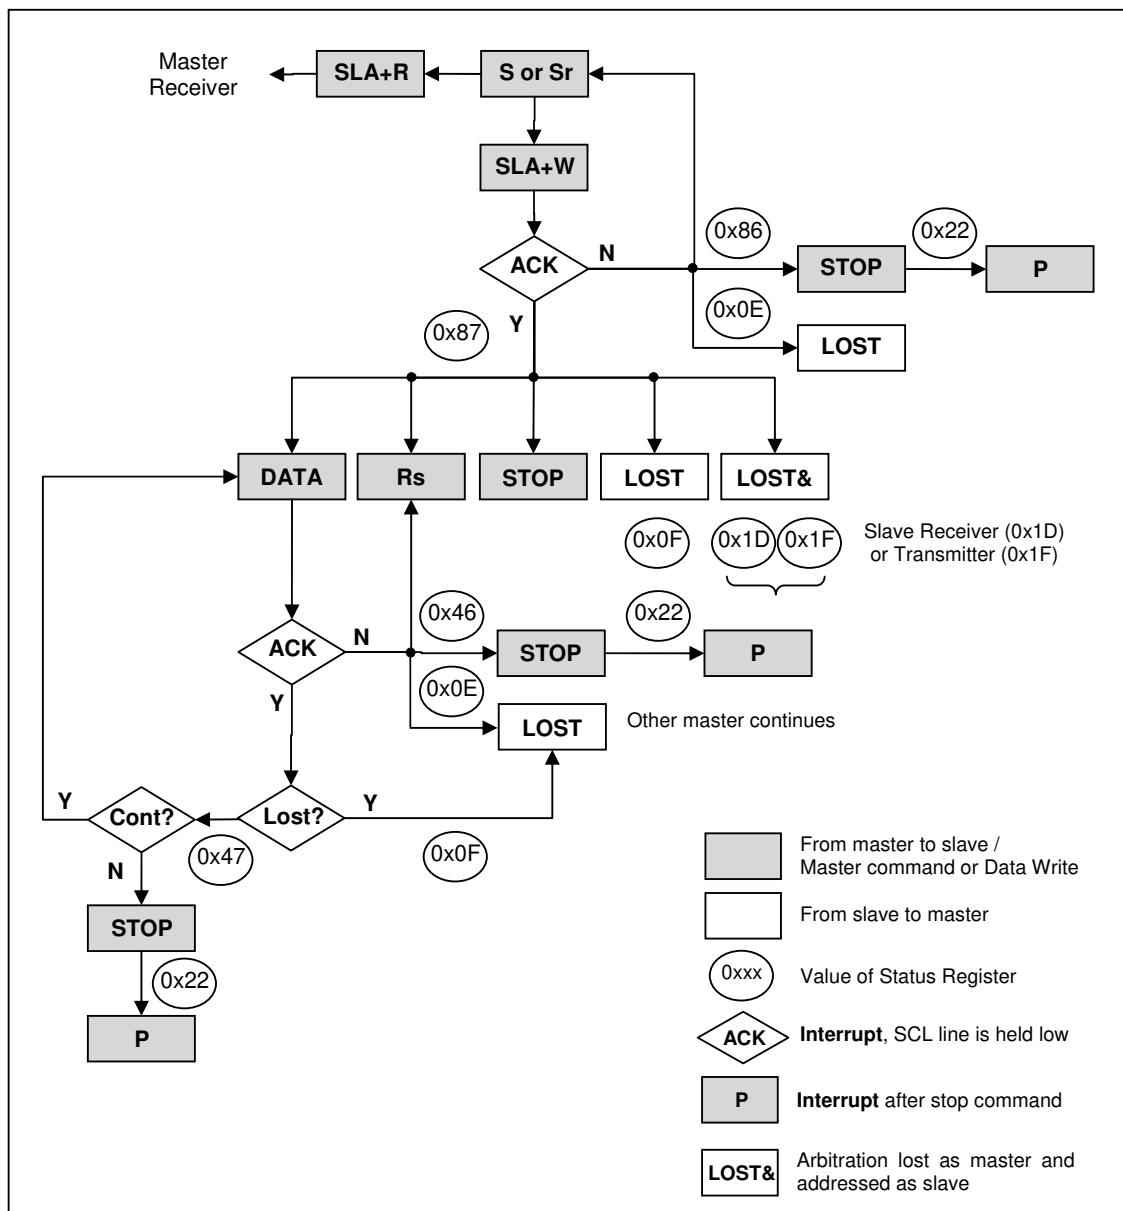 Master
Receiver
SLA+R
S or Sr
SLA+W
ACK
N
0x86
0x22
STOP
P
Y
0x87
0x0E
LOST
DATA
Rs
STOP
LOST
LOST&
0x0F
0x1D
0x1F
Slave Receiver (0x1D)
or Transmitter (0x1F)
ACK
N
0x46
0x22
STOP
P
Y
0x0E
LOST
Other master continues
Y
Cont?
Lost?
Y
N
0x47
0x0F
STOP
0x22
P
From master to slave /
Master command or Data Write
From slave to master
0xxx
Value of Status Register
ACK
Interrupt, SCL line is held low
P
Interrupt after stop command
LOST&
Arbitration lost as master and
addressed as slave